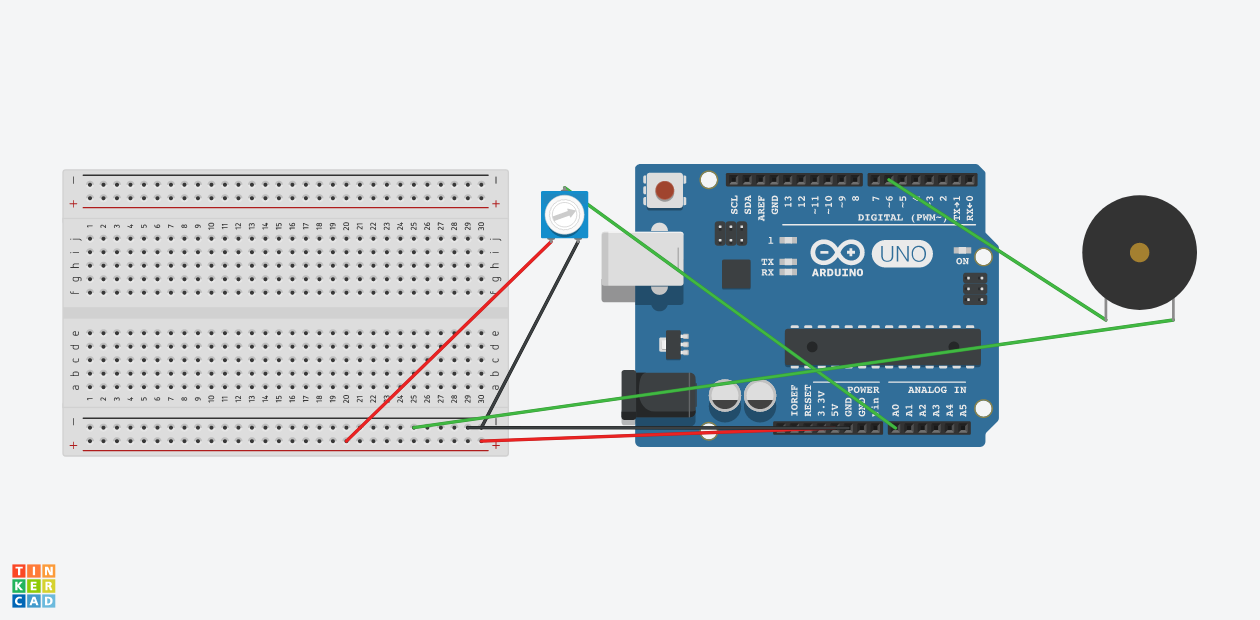 − −
+ +
1 2 3 4 5 6 7 8 9 10 11 12 13 14 15 16 17 18 19 20 21 22 23 24 25 26 27 28 29 30
j j
i i
h h
g g
f f
e e
d d
c c
b b
a a
1 2 3 4 5 6 7 8 9 10 11 12 13 14 15 16 17 18 19 20 21 22 23 24 25 26 27 28 29 30
− −
+ +
SCL SDA AREF GND 13 12 ~11 ~10 ~9 8 7 ~6 ~5 4 ~3 2 TX→1 RX←0
DIGITAL (PWM~)
1
TX
RX
ARDUINO
UNO
ON
POWER ANALOG IN
IOREF RESET 3.3V 5V GND GND Vin A0 A1 A2 A3 A4 A5
TIN
KER
CAD